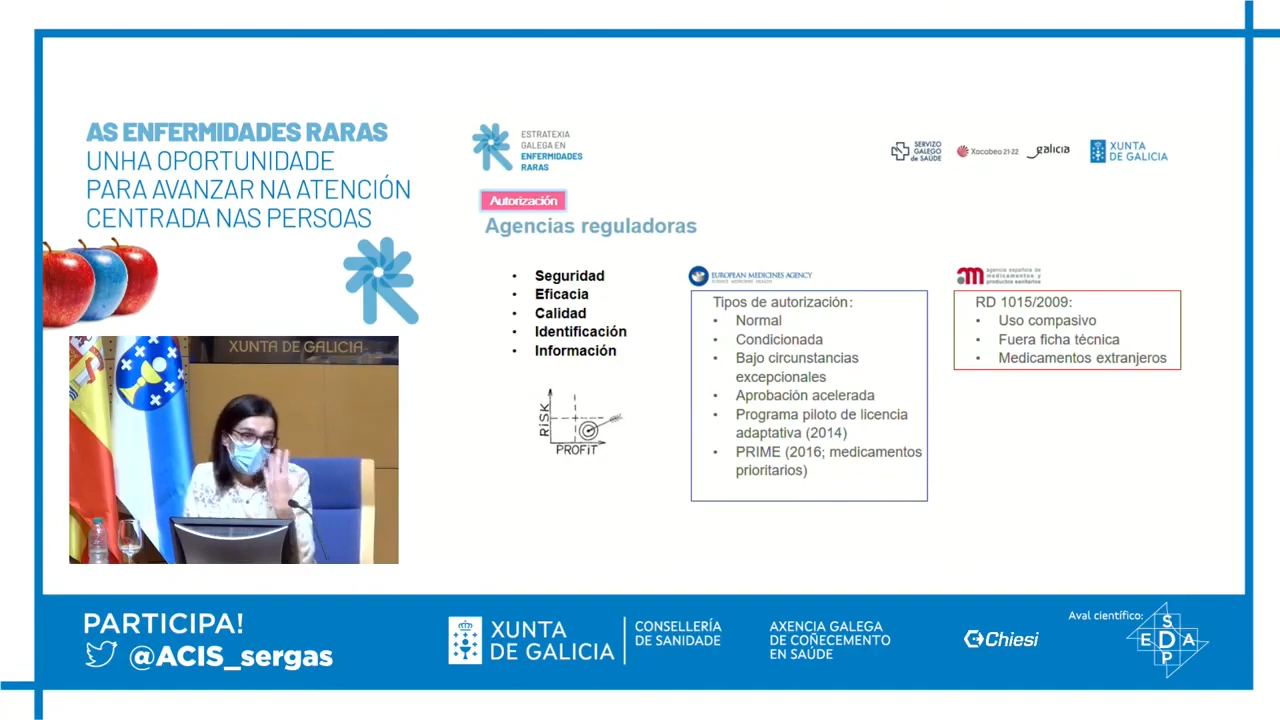 AS ENFERMIDADES RARAS
UNHA OPORTUNIDADE
PARA AVANZAR NA ATENCIÓN
CENTRADA NAS PERSOAS
XUNTA DE GALICIA
ESTRATEXIA
GALEGA EN
ENFERMIDADES
RARAS
SERVIZO
GALEGO
de SAÚDE
Xacobeo 21·22
galicia
XUNTA
DE GALICIA
Autorización
Agencias reguladoras
• Seguridad
• Eficacia
• Calidad
• Identificación
• Información
RISK
PROFIT
EUROPEAN MEDICINES AGENCY
SCIENCE MEDICINES HEALTH
Tipos de autorización:
• Normal
• Condicionada
• Bajo circunstancias
excepcionales
• Aprobación acelerada
• Programa piloto de licencia
adaptativa (2014)
• PRIME (2016; medicamentos
prioritarios)
agencia española de
medicamentos y
productos sanitarios
RD 1015/2009:
• Uso compasivo
• Fuera ficha técnica
• Medicamentos extranjeros
PARTICIPA!
@ACIS_sergas
XUNTA
DE GALICIA
CONSELLERÍA
DE SANIDADE
AXENCIA GALEGA
DE COÑECEMENTO
EN SAÚDE
Chiesi
Aval científico:
S
E D A
P